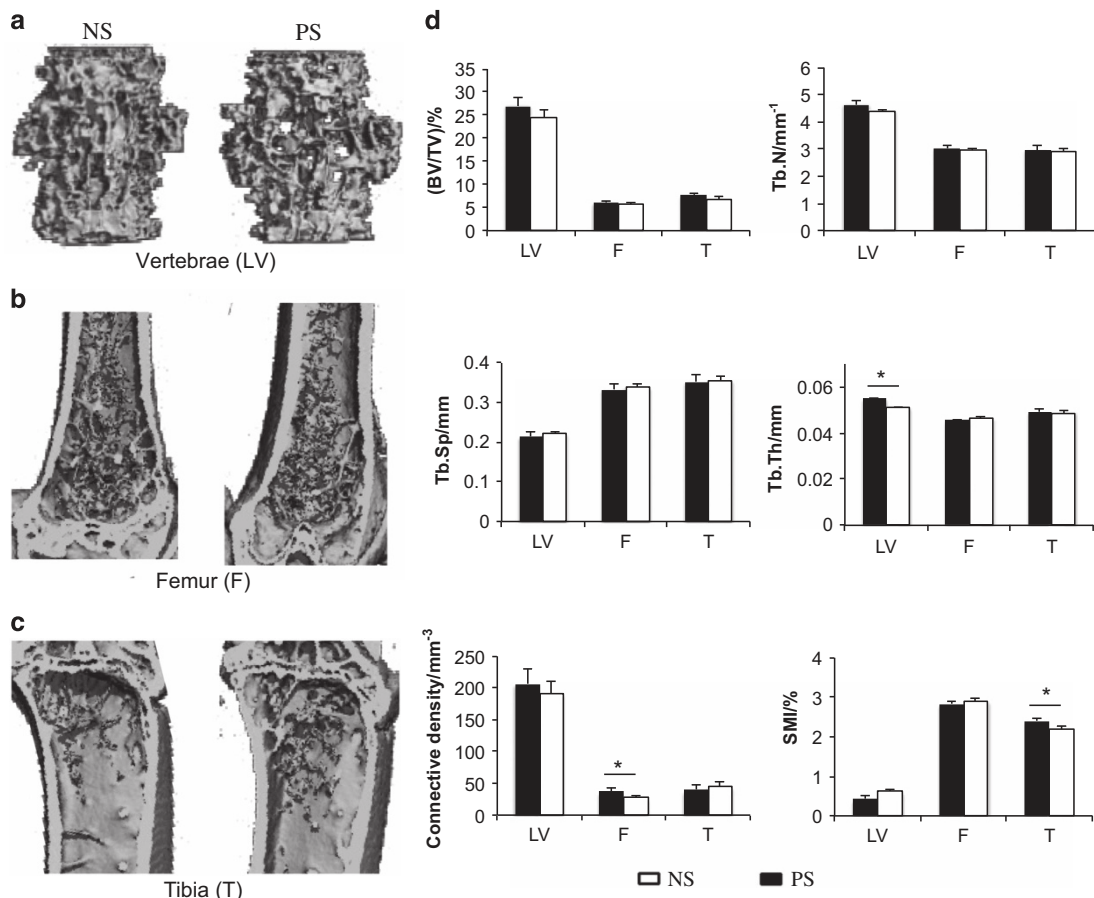 a
NS PS
Vertebrae (LV)
b
Femur (F)
c
Tibia (T)
d
(BV/TV)/%
35
30
25
20
15
10
5
0
LV F T
Tb.N/mm⁻¹
6
5
4
3
2
1
0
LV F T
Tb.Sp/mm
0.4
0.3
0.2
0.1
0
LV F T
Tb.Th/mm
0.06
0.04
0.02
0
*
LV F T
Connective density/mm⁻³
250
200
150
100
50
0
*
LV F T
SMI/%
5
4
3
2
1
0
*
LV F T
NS PS